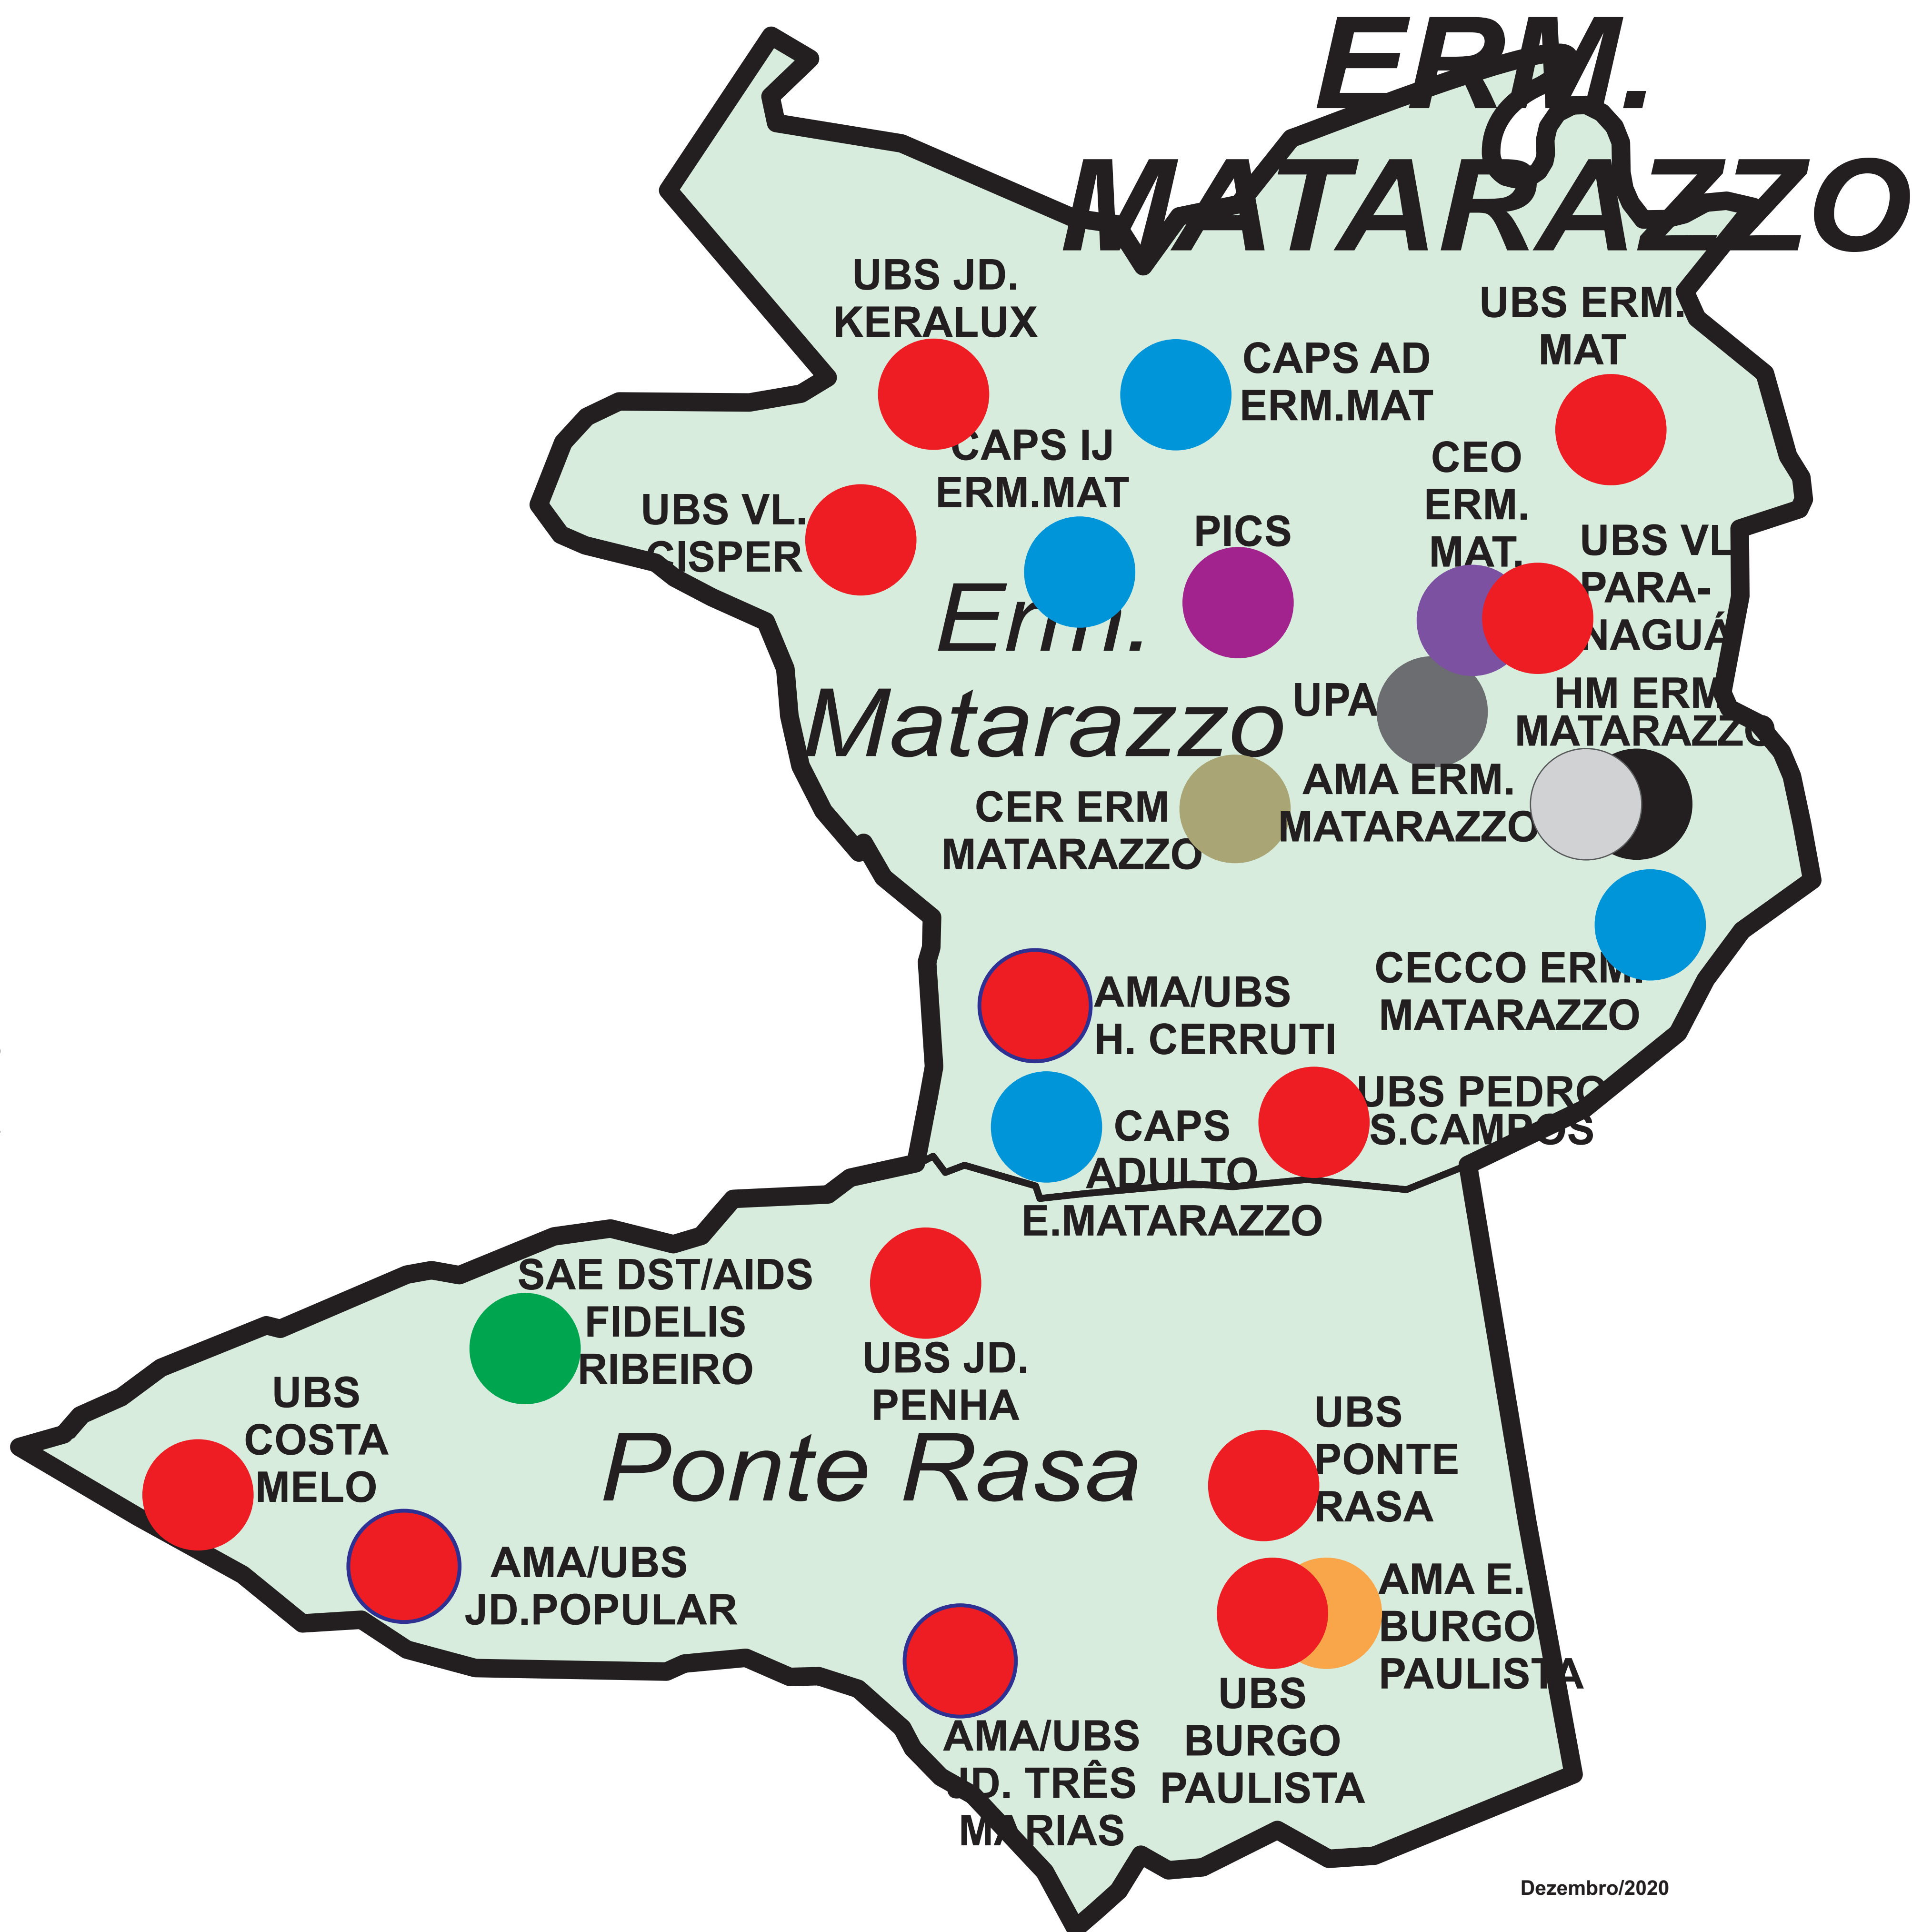 ERM.
MATARAZZO
UBS JD.
KERALUX
UBS ERM.
MAT
CAPS AD
ERM.MAT
CAPS IJ
ERM.MAT
CEO
ERM.
MAT.
UBS VL.
CISPER
PICS
UBS VL
PARA-
NAGUÁ
Erm.
Matarazzo
UPA
HM ERM.
MATARAZZO
CER ERM
MATARAZZO
AMA ERM.
MATARAZZO
CECCO ERM.
MATARAZZO
AMA/UBS
H. CERRUTI
UBS PEDRO
S.CAMPOS
CAPS
ADULTO
E.MATARAZZO
SAE DST/AIDS
FIDELIS
RIBEIRO
UBS JD.
PENHA
UBS
COSTA
MELO
Ponte Rasa
UBS
PONTE
RASA
AMA/UBS
JD.POPULAR
AMA E.
BURGO
PAULISTA
UBS
BURGO
PAULISTA
AMA/UBS
JD. TRÊS
MARIAS
Dezembro/2020